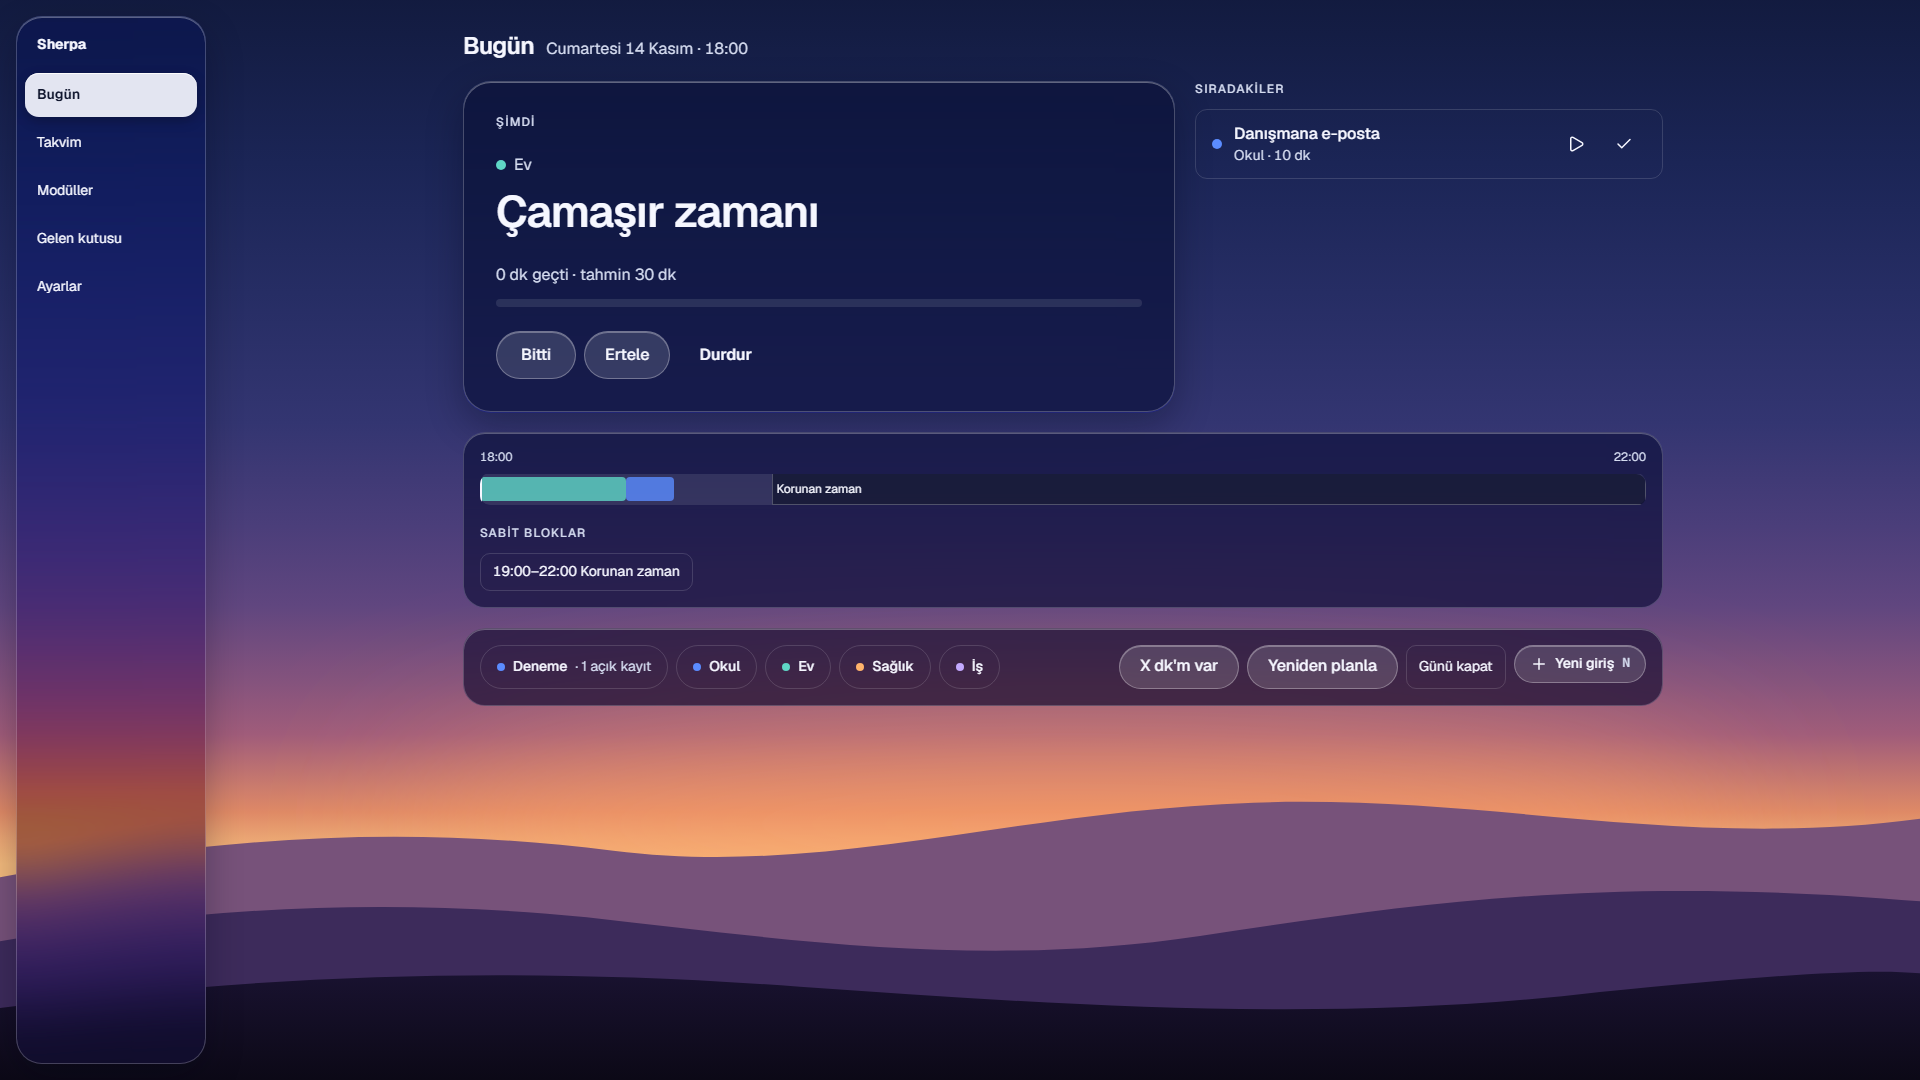 Sherpa
Bugün
Takvim
Modüller
Gelen kutusu
Ayarlar
Bugün Cumartesi 14 Kasım · 18:00
ŞİMDİ
Ev
Çamaşır zamanı
0 dk geçti · tahmin 30 dk
Bitti Ertele Durdur
SIRADAKİLER
Danışmana e-posta
Okul · 10 dk
18:00 22:00
Korunan zaman
SABİT BLOKLAR
19:00–22:00 Korunan zaman
Deneme · 1 açık kayıt Okul Ev Sağlık İş X dk'm var Yeniden planla Günü kapat Yeni giriş N